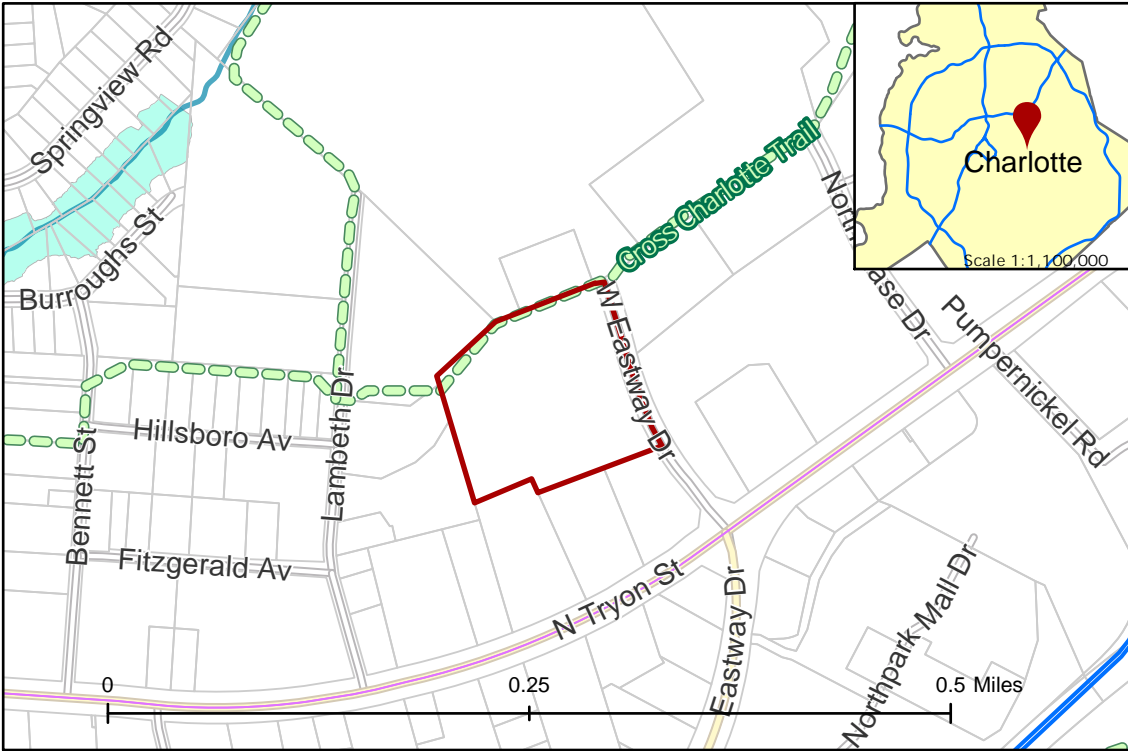 Springview Rd
Burroughs St
Cross Charlotte Trail
Charlotte
Scale 1:1,100,000
W Eastway Dr
Pumpernickel Rd
Hillsboro Av
Lambeth Dr
Bennett St
Fitzgerald Av
N Tryon St
Eastway Dr
Northpark Mall Dr
0
0.25
0.5 Miles